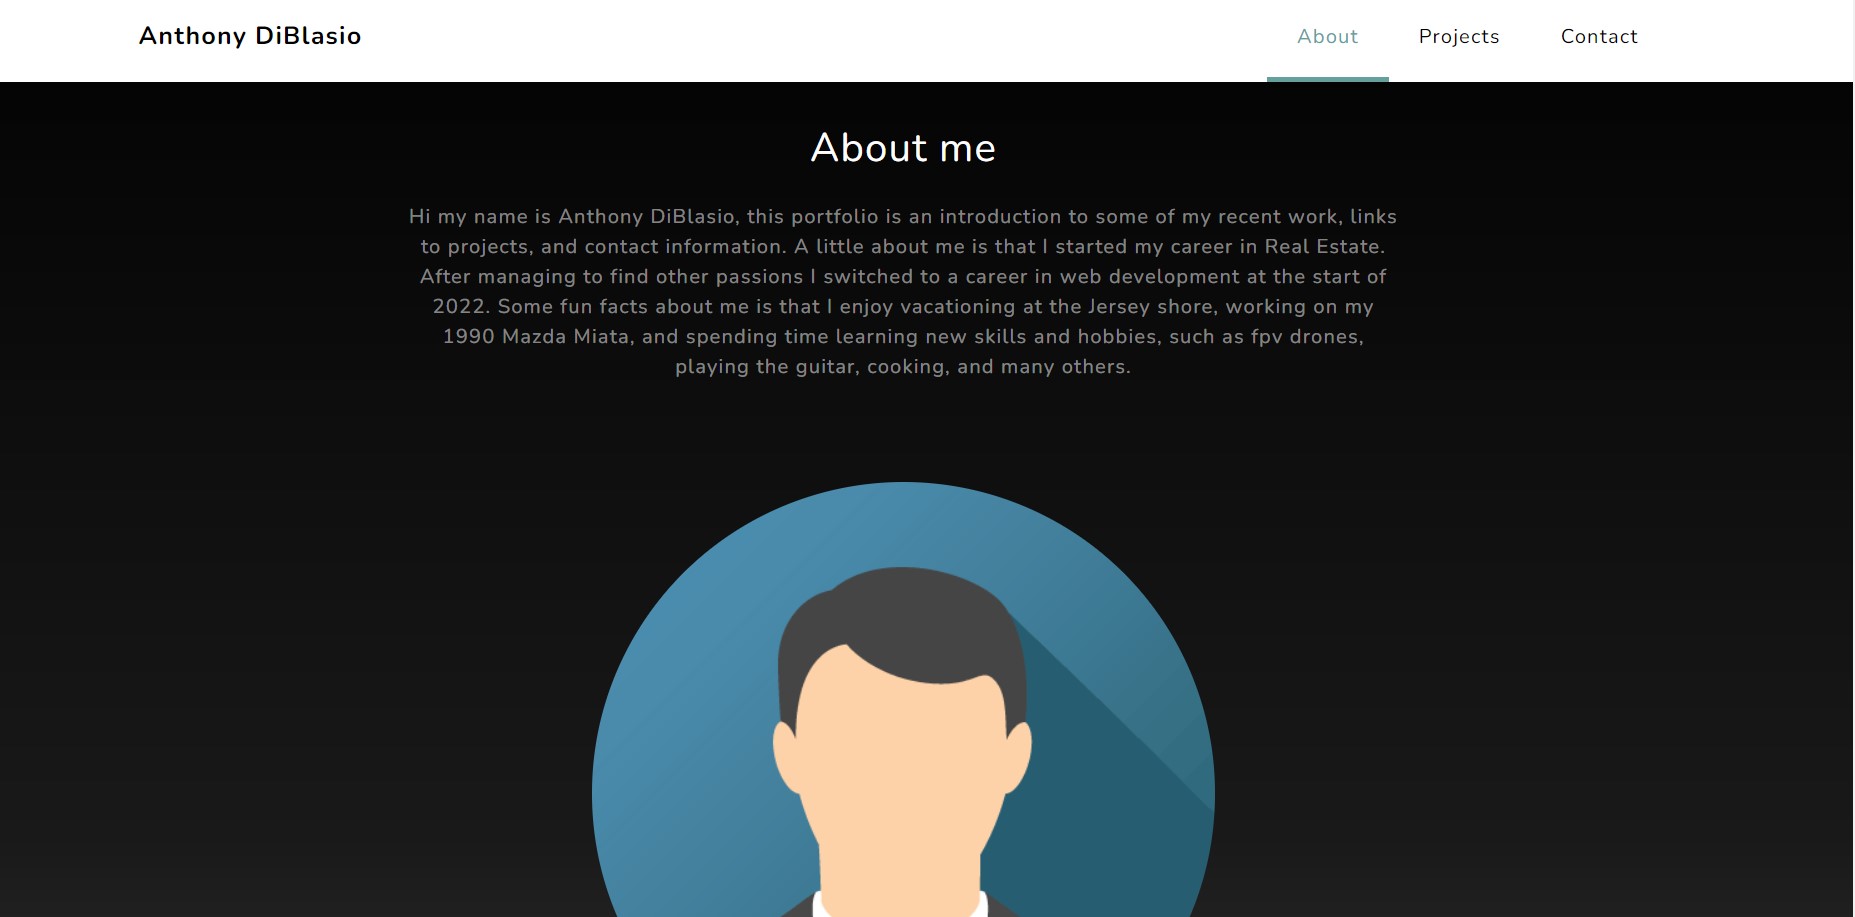 Anthony DiBlasio
About
Projects
Contact
About me
Hi my name is Anthony DiBlasio, this portfolio is an introduction to some of my recent work, links
to projects, and contact information. A little about me is that I started my career in Real Estate.
After managing to find other passions I switched to a career in web development at the start of
2022. Some fun facts about me is that I enjoy vacationing at the Jersey shore, working on my
1990 Mazda Miata, and spending time learning new skills and hobbies, such as fpv drones,
playing the guitar, cooking, and many others.